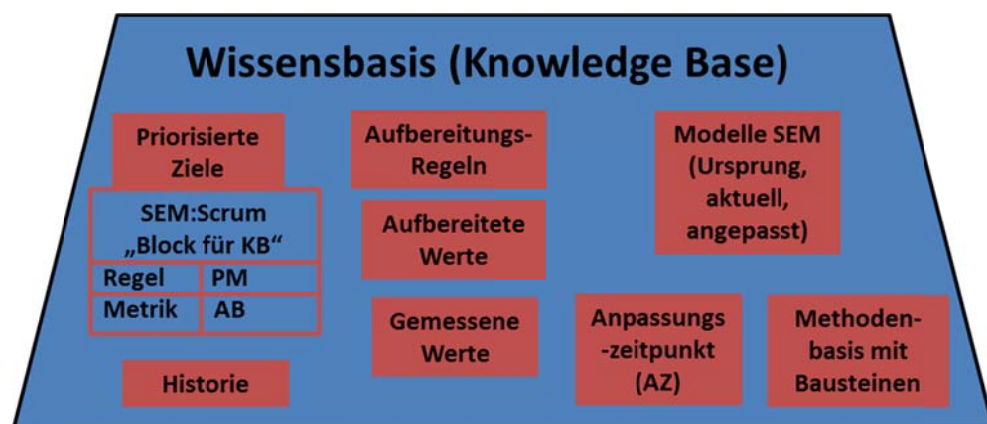 Wissensbasis (Knowledge Base)
Priorisierte
Ziele
SEM:Scrum
„Block für KB“
Regel PM
Metrik AB
Historie
Aufbereitungs-
Regeln
Aufbereitete
Werte
Gemessene
Werte
Modelle SEM
(Ursprung,
aktuell,
angepasst)
Anpassungs
-zeitpunkt
(AZ)
Methoden-
basis mit
Bausteinen